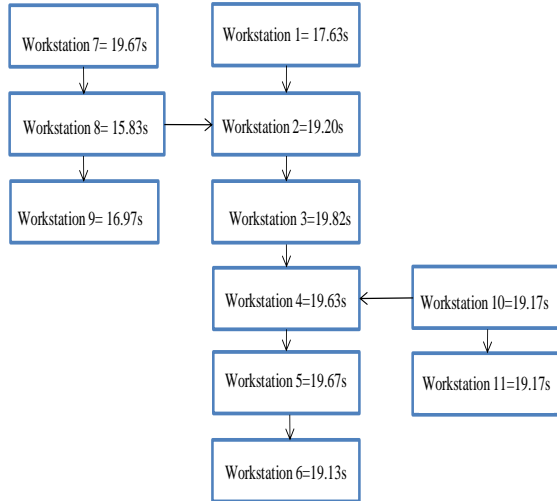 Workstation 7= 19.67s
Workstation 1= 17.63s
Workstation 8= 15.83s
Workstation 2=19.20s
Workstation 9= 16.97s
Workstation 3=19.82s
Workstation 4=19.63s
Workstation 10=19.17s
Workstation 5=19.67s
Workstation 11=19.17s
Workstation 6=19.13s